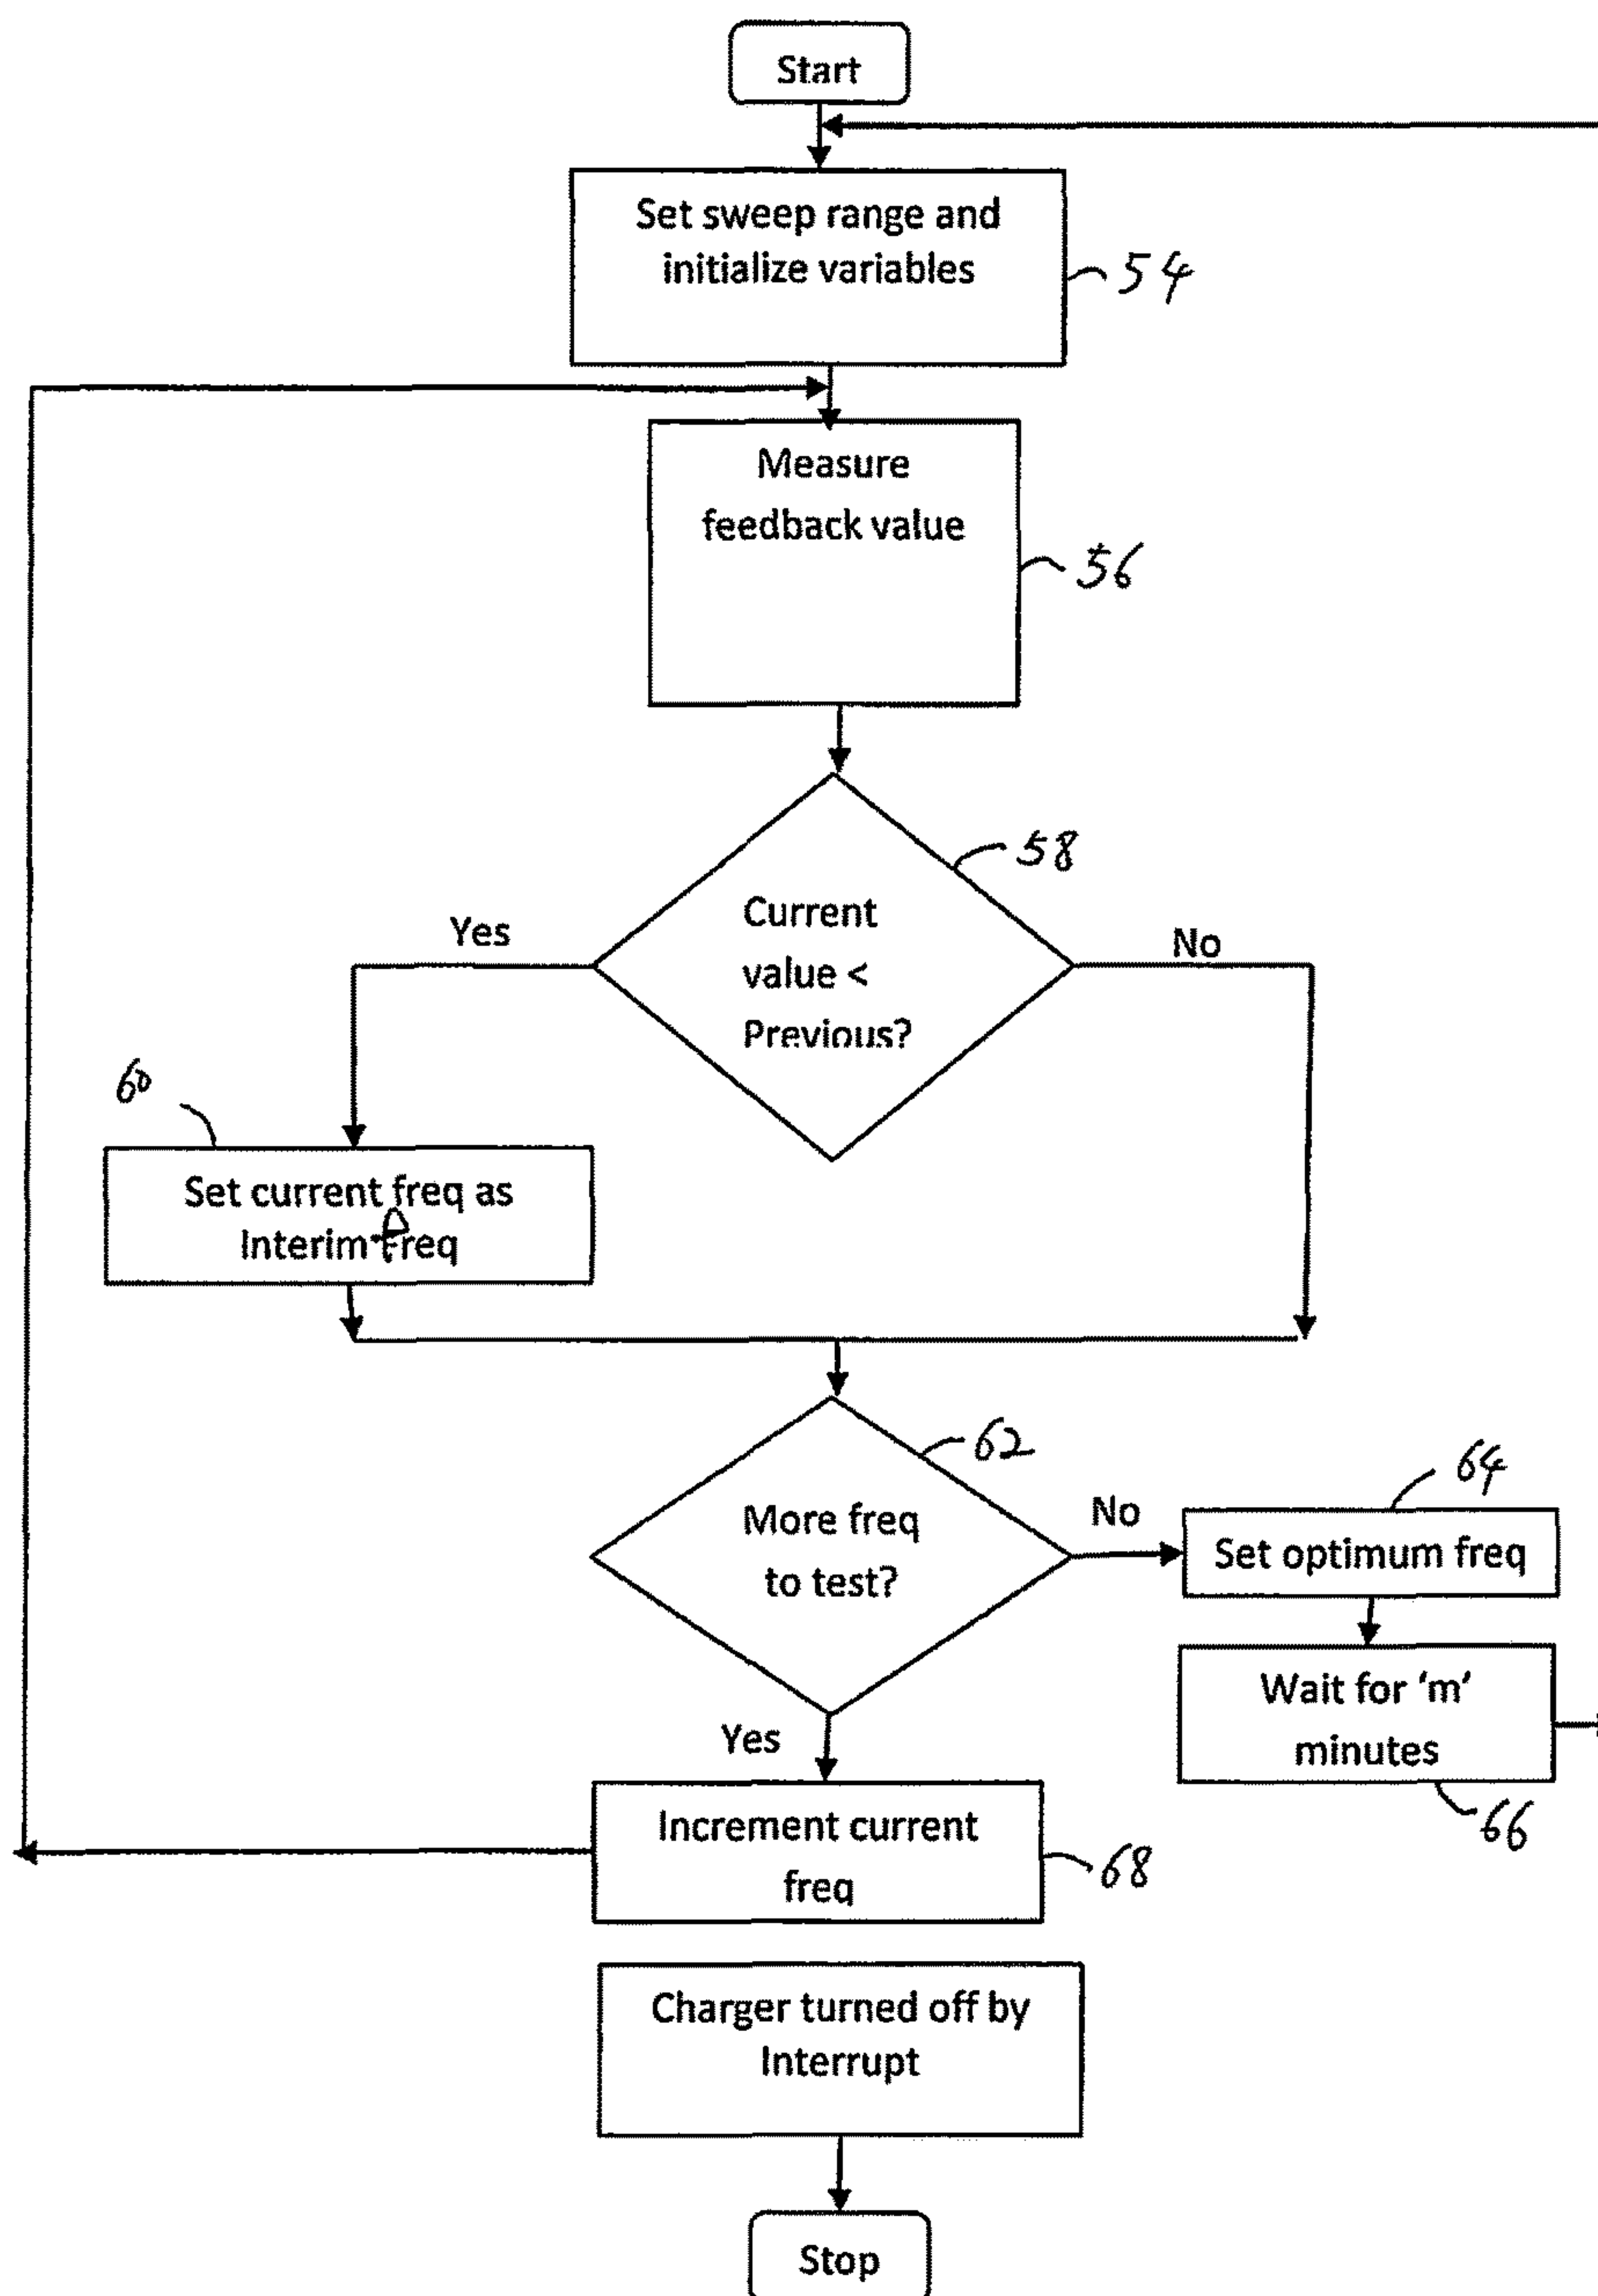 Start
Set sweep range and
initialize variables
54
Measure
feedback value
56
58
Current
value <
Previous?
Yes
No
60
Set current freq as
Interim Freq
62
More freq
to test?
No
64
Set optimum freq
Wait for ‘m’
minutes
66
Yes
Increment current
freq
68
Charger turned off by
Interrupt
Stop